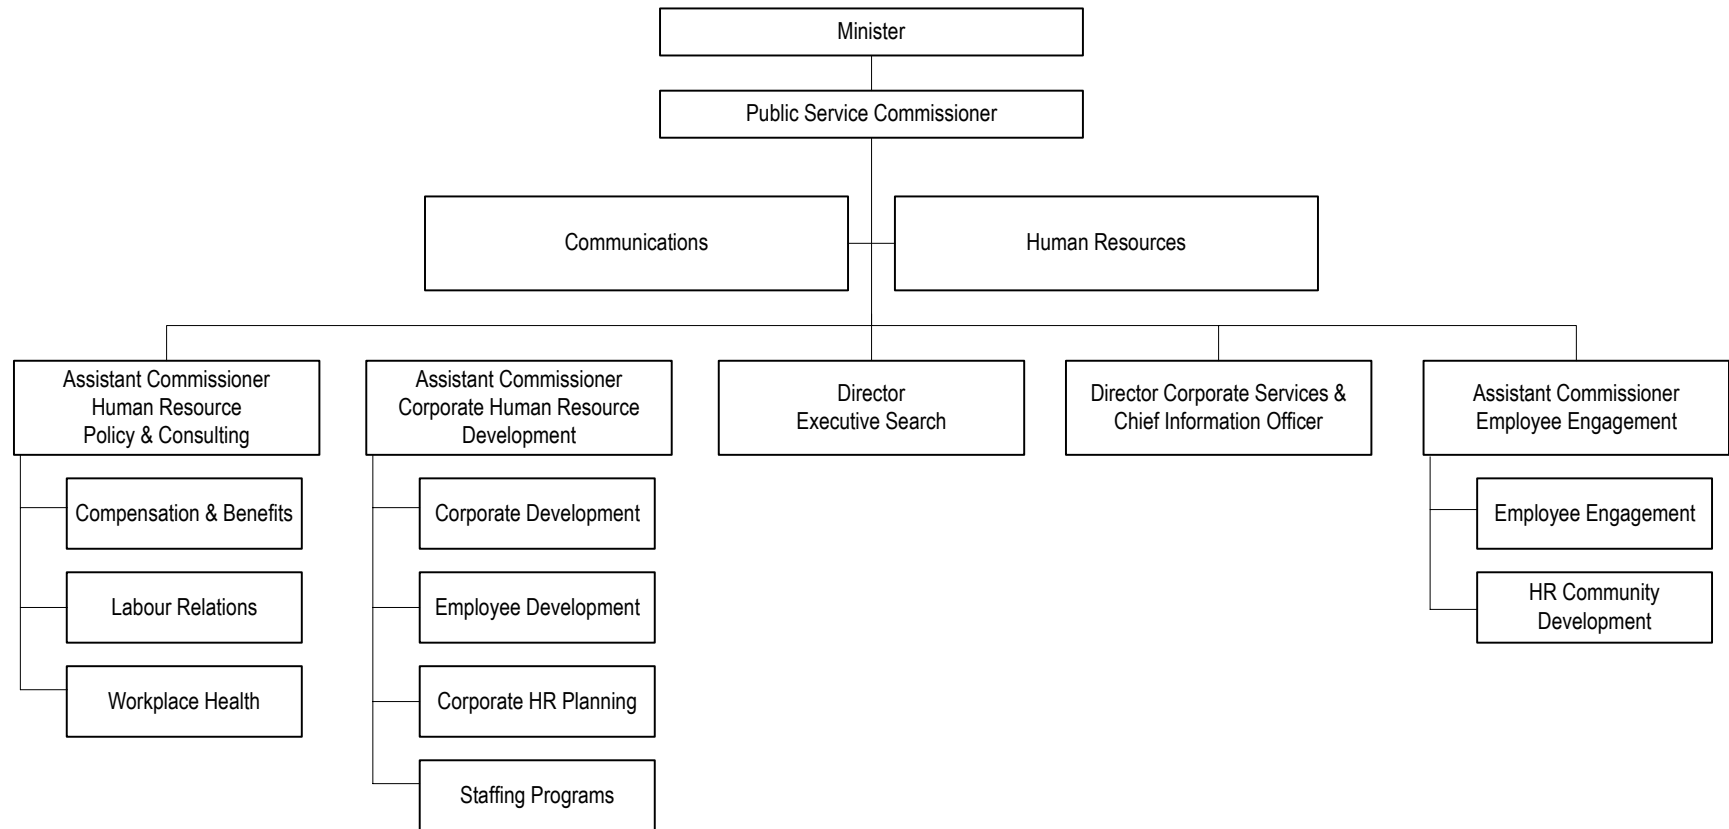 Minister
Public Service Commissioner
Communications
Human Resources
Assistant Commissioner
Human Resource
Policy & Consulting
Assistant Commissioner
Corporate Human Resource
Development
Director
Executive Search
Director Corporate Services &
Chief Information Officer
Assistant Commissioner
Employee Engagement
Compensation & Benefits
Labour Relations
Workplace Health
Corporate Development
Employee Development
Corporate HR Planning
Staffing Programs
Employee Engagement
HR Community
Development